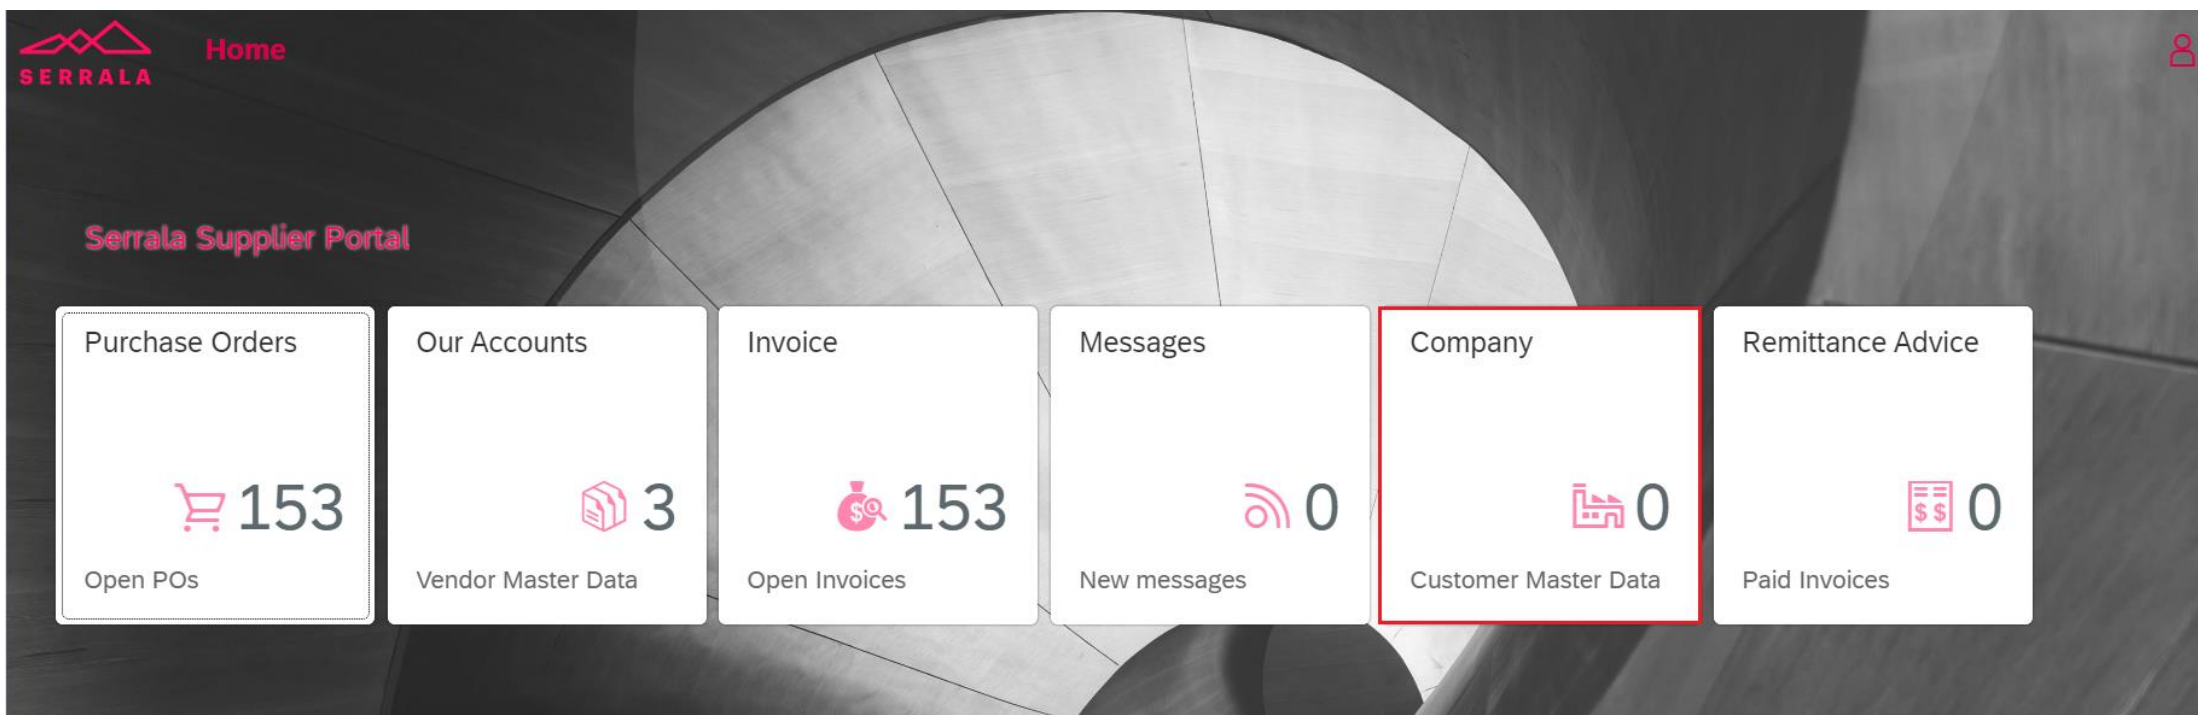 SERRALA
Home
Serrala Supplier Portal
Purchase Orders
153
Open POs
Our Accounts
3
Vendor Master Data
Invoice
153
Open Invoices
Messages
0
New messages
Company
0
Customer Master Data
Remittance Advice
0
Paid Invoices